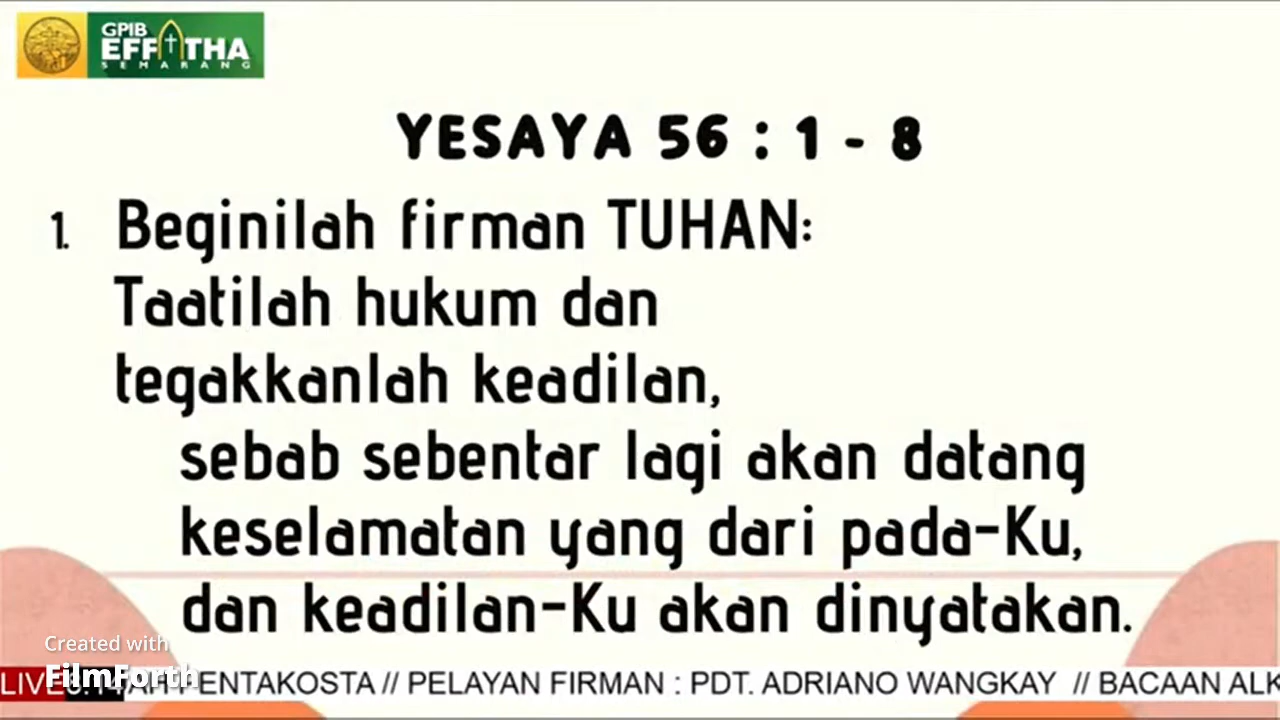 GPIB
EFFATHA
SEMARANG
YESAYA 56 : 1 - 8
1. Beginilah firman TUHAN:
Taatilah hukum dan
tegakkanlah keadilan,
sebab sebentar lagi akan datang
keselamatan yang dari pada-Ku,
dan keadilan-Ku akan dinyatakan.
Created with
FilmForth
LIVE PENTAKOSTA // PELAYAN FIRMAN : PDT. ADRIANO WANGKAY // BACAAN ALK